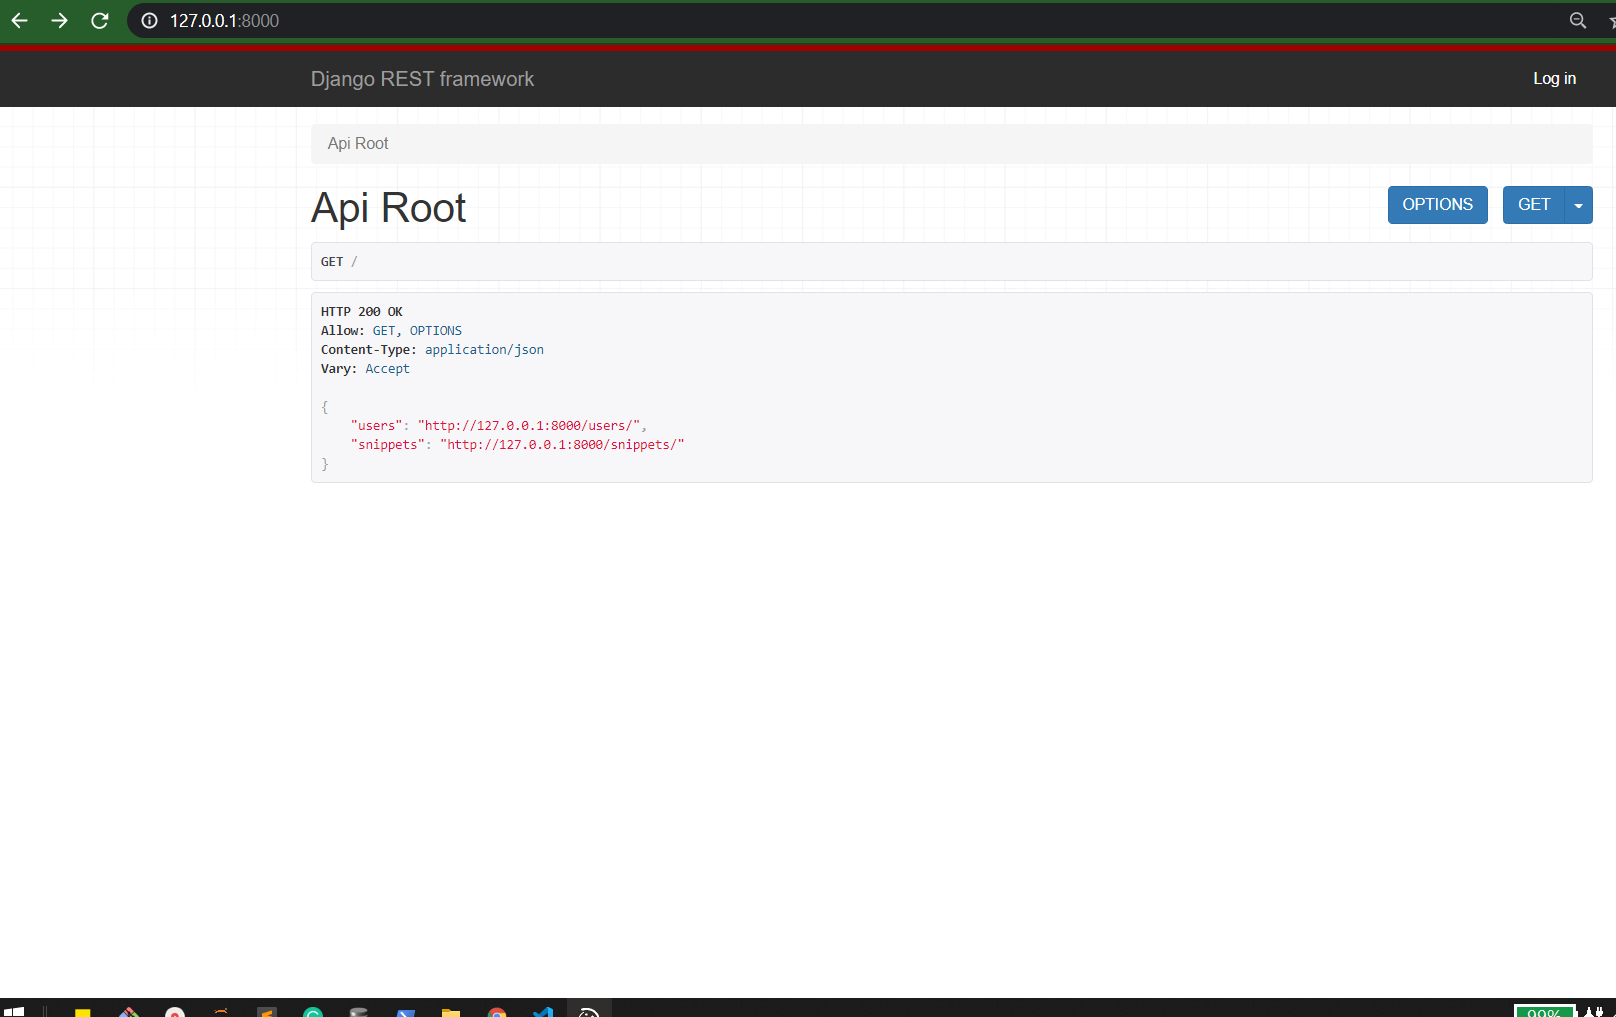 127.0.0.1:8000
Django REST framework
Log in
Api Root
Api Root
OPTIONS
GET
GET /
HTTP 200 OK
Allow: GET, OPTIONS
Content-Type: application/json
Vary: Accept
{
"users": "http://127.0.0.1:8000/users/",
"snippets": "http://127.0.0.1:8000/snippets/"
}
99%